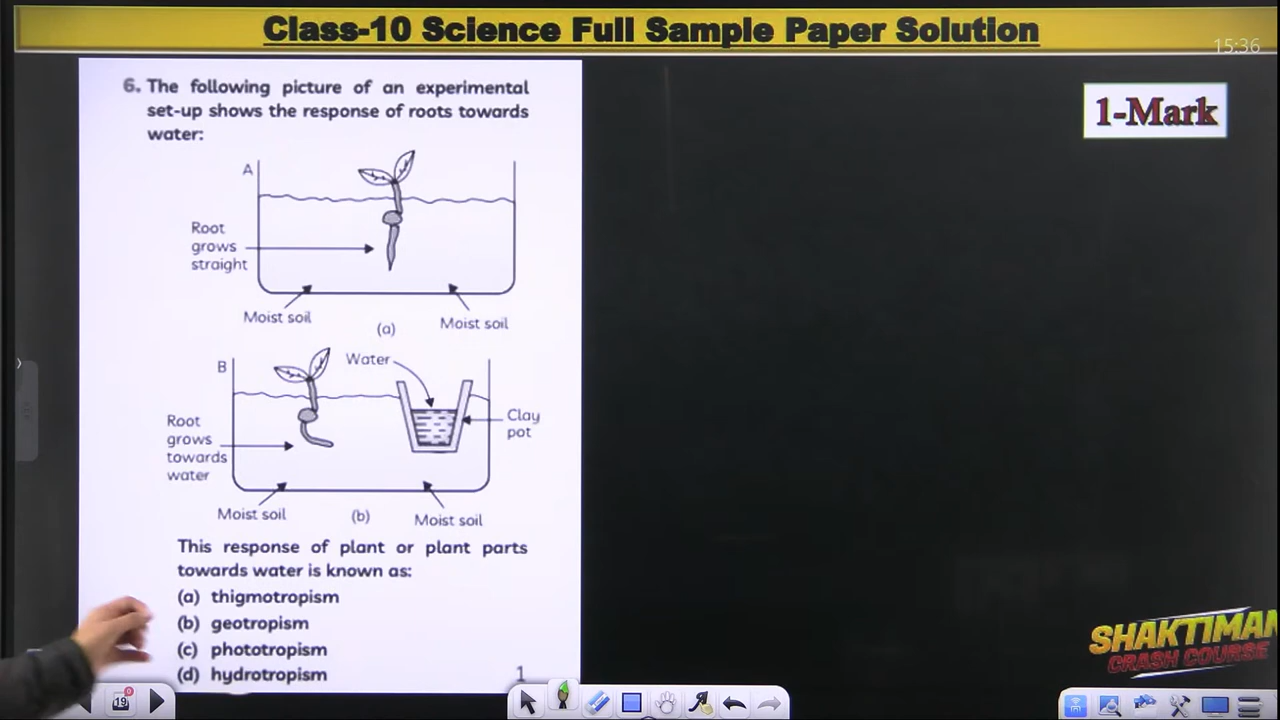 Class-10 Science Full Sample Paper Solution
15:36
1-Mark
6. The following picture of an experimental
set-up shows the response of roots towards
water:
A
Root
grows
straight
Moist soil
(a)
Moist soil
B
Water
Root
grows
towards
water
Clay
pot
Moist soil
(b)
Moist soil
This response of plant or plant parts
towards water is known as:
(a) thigmotropism
(b) geotropism
(c) phototropism
(d) hydrotropism
1
SHAKTIMAN
CRASH COURSE
19